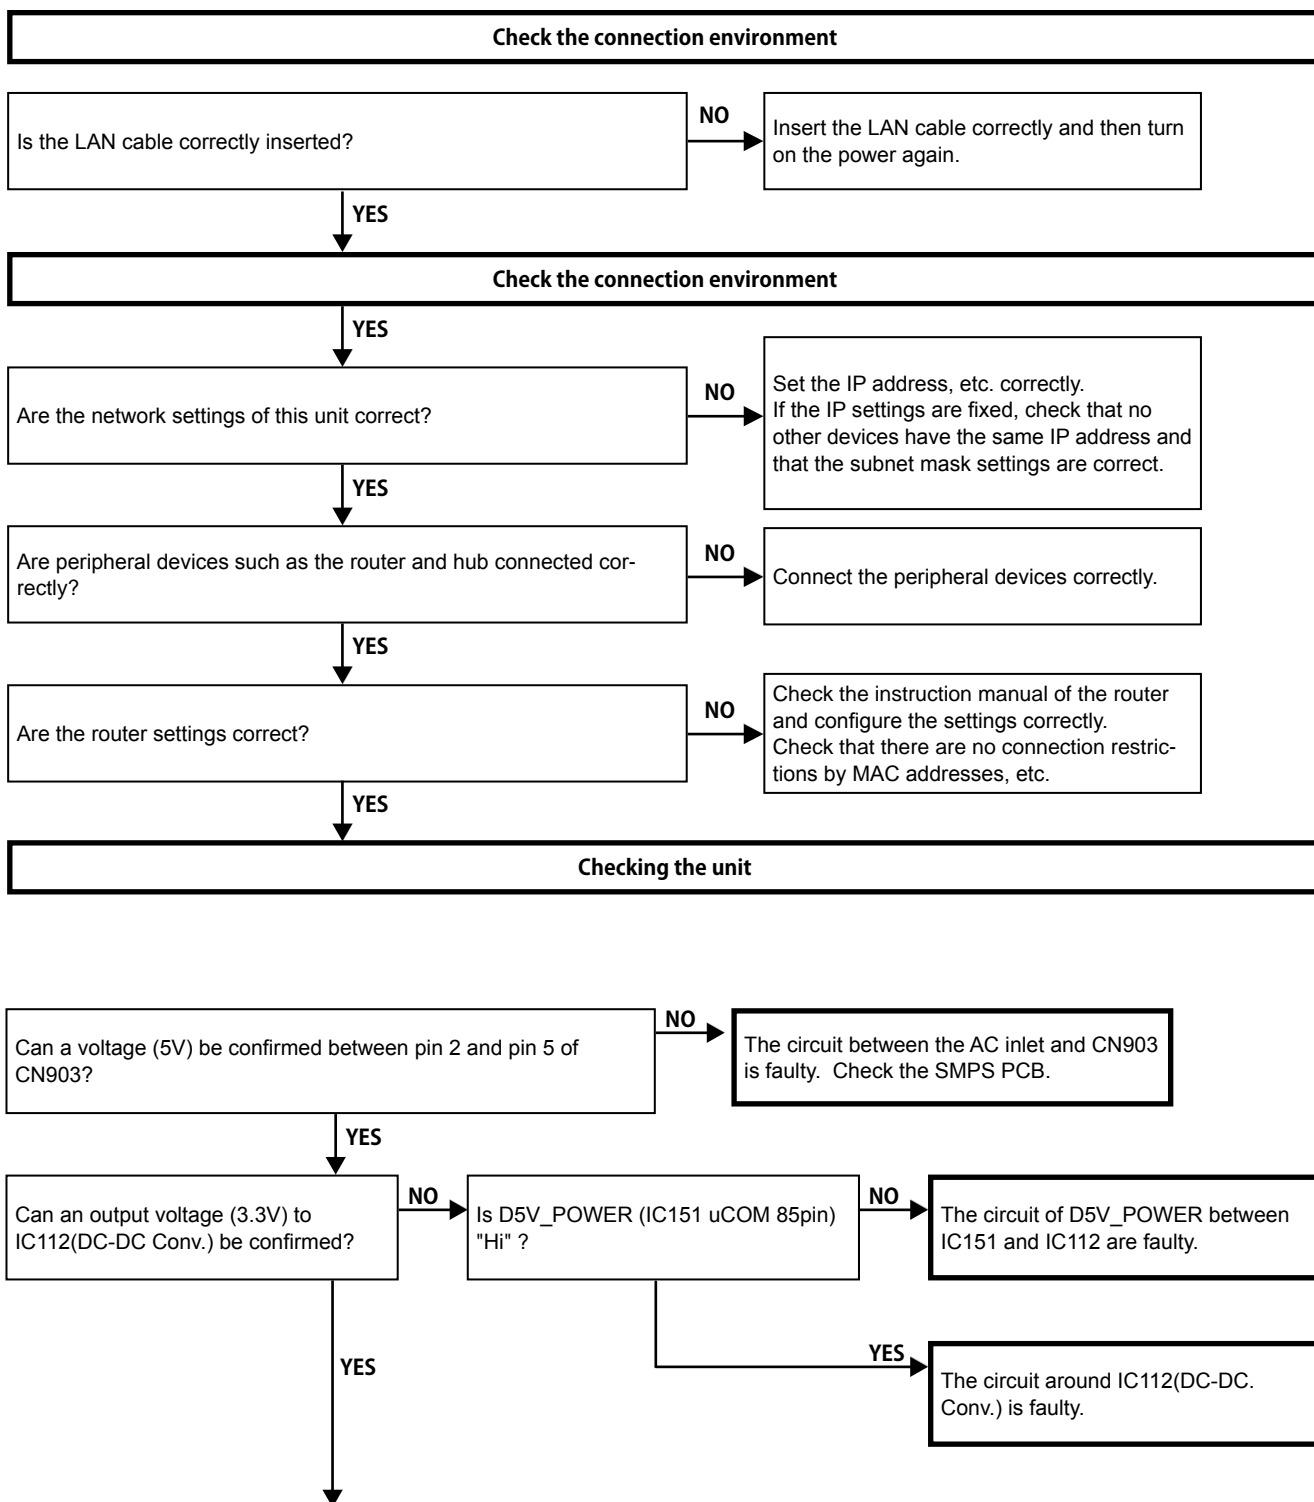 Check the connection environment
Is the LAN cable correctly inserted?
NO
Insert the LAN cable correctly and then turn
on the power again.
YES
Check the connection environment
YES
Are the network settings of this unit correct?
NO
Set the IP address, etc. correctly.
If the IP settings are fixed, check that no
other devices have the same IP address and
that the subnet mask settings are correct.
YES
Are peripheral devices such as the router and hub connected cor-
rectly?
NO
Connect the peripheral devices correctly.
YES
Are the router settings correct?
NO
Check the instruction manual of the router
and configure the settings correctly.
Check that there are no connection restric-
tions by MAC addresses, etc.
YES
Checking the unit
Can a voltage (5V) be confirmed between pin 2 and pin 5 of
CN903?
NO
The circuit between the AC inlet and CN903
is faulty.  Check the SMPS PCB.
YES
Can an output voltage (3.3V) to
IC112(DC-DC Conv.) be confirmed?
NO
Is D5V_POWER (IC151 uCOM 85pin)
"Hi" ?
NO
The circuit of D5V_POWER between
IC151 and IC112 are faulty.
YES
YES
The circuit around IC112(DC-DC.
Conv.) is faulty.